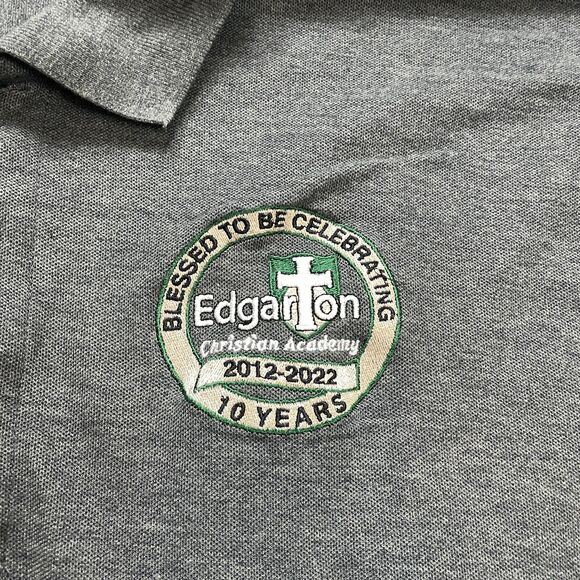 BLESSED TO BE CELEBRATING
Edgarton
Christian Academy
2012-2022
10 YEARS